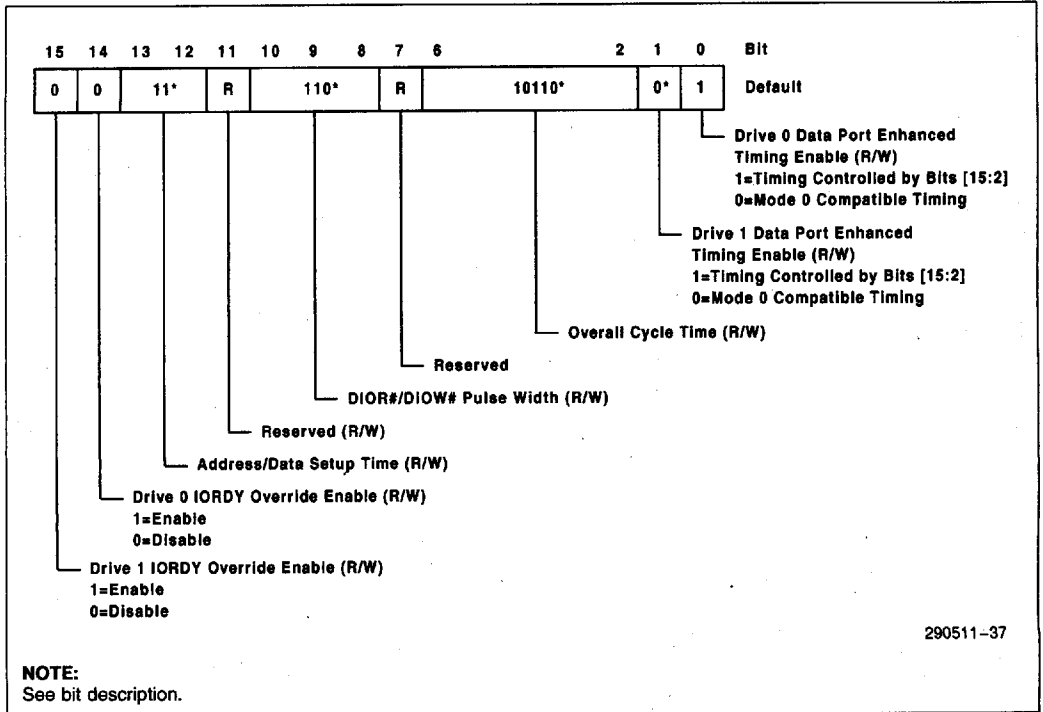 15 14 13 12 11 10 9 8 7 6 2 1 0 Bit
0 0 11* R 110* R 10110* 0* 1 Default
Drive 0 Data Port Enhanced
Timing Enable (R/W)
1=Timing Controlled by Bits [15:2]
0=Mode 0 Compatible Timing
Drive 1 Data Port Enhanced
Timing Enable (R/W)
1=Timing Controlled by Bits [15:2]
0=Mode 0 Compatible Timing
Overall Cycle Time (R/W)
Reserved
DIOR#/DIOW# Pulse Width (R/W)
Reserved (R/W)
Address/Data Setup Time (R/W)
Drive 0 IORDY Override Enable (R/W)
1=Enable
0=Disable
Drive 1 IORDY Override Enable (R/W)
1=Enable
0=Disable
290511–37
NOTE:
See bit description.